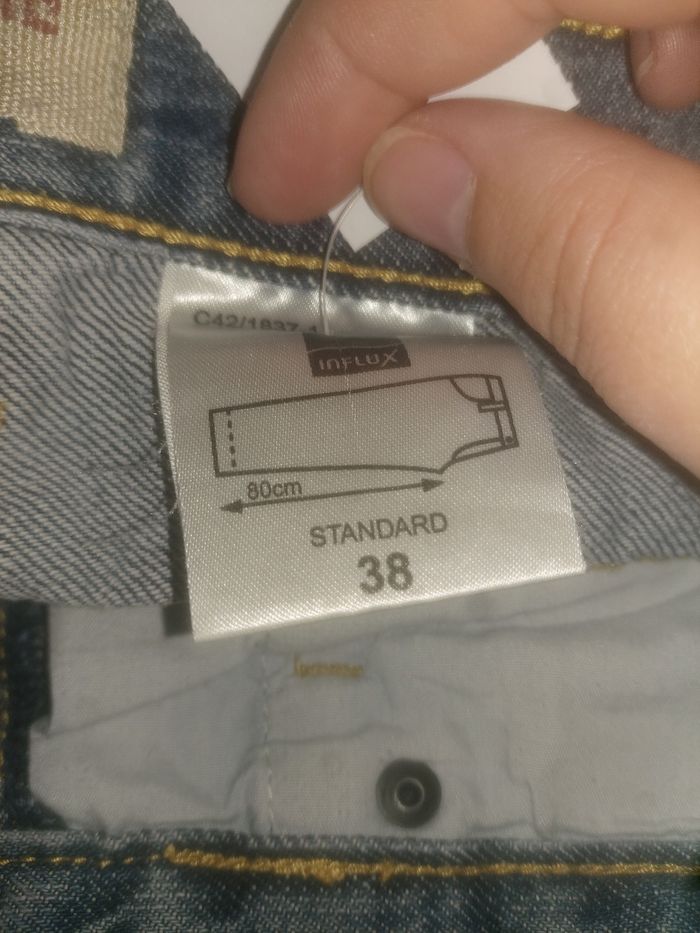 C42/1837
InFLUX
80cm
STANDARD
38